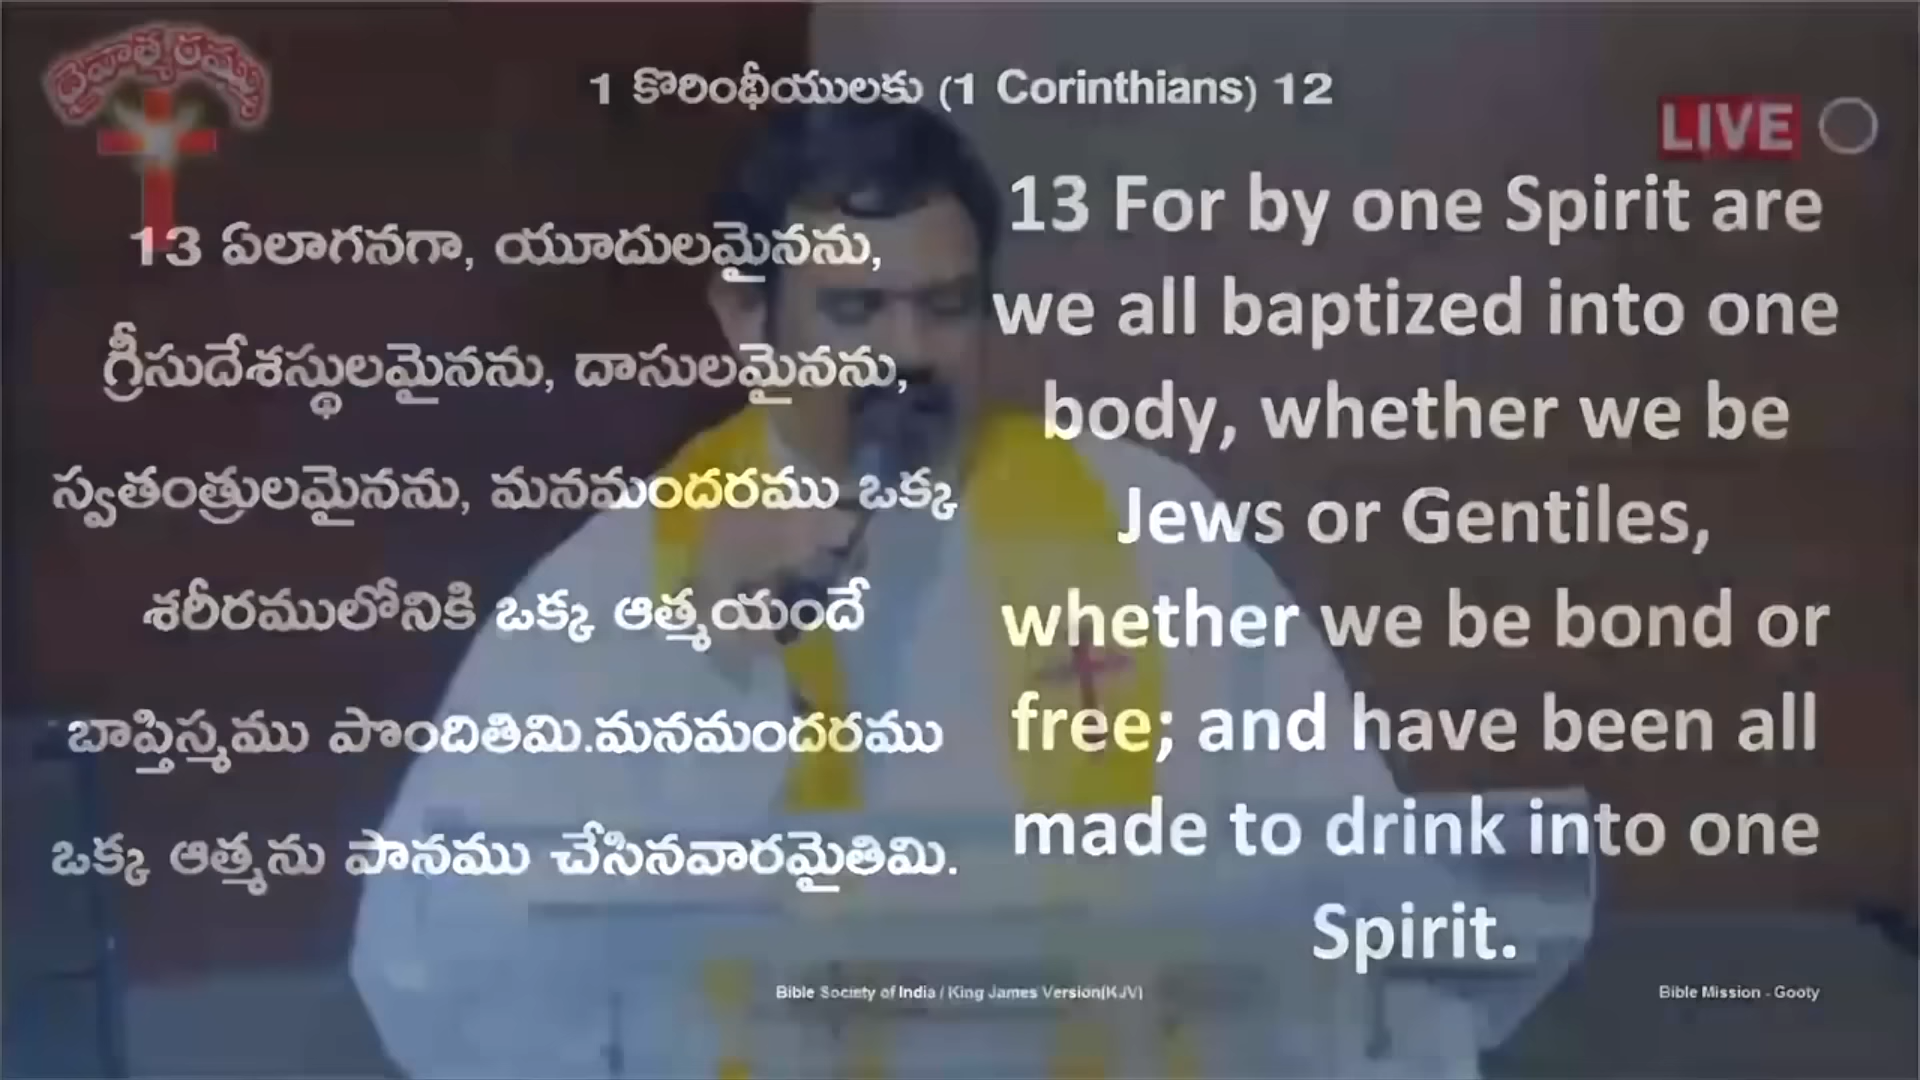 దైవాశ్చర్యము
1 కొరింథీయులకు (1 Corinthians) 12
LIVE
13 ఏలాగనగా, యూదులమైనను,
గ్రీసుదేశస్థులమైనను, దాసులమైనను,
స్వతంత్రులమైనను, మనమందరము ఒక్క
శరీరములోనికి ఒక్క ఆత్మయందే
బాప్తిస్మము పొందితిమి.మనమందరము
ఒక్క ఆత్మను పానము చేసినవారమైతిమి.
13 For by one Spirit are
we all baptized into one
body, whether we be
Jews or Gentiles,
whether we be bond or
free; and have been all
made to drink into one
Spirit.
Bible Society of India / King James Version(KJV)
Bible Mission - Gooty